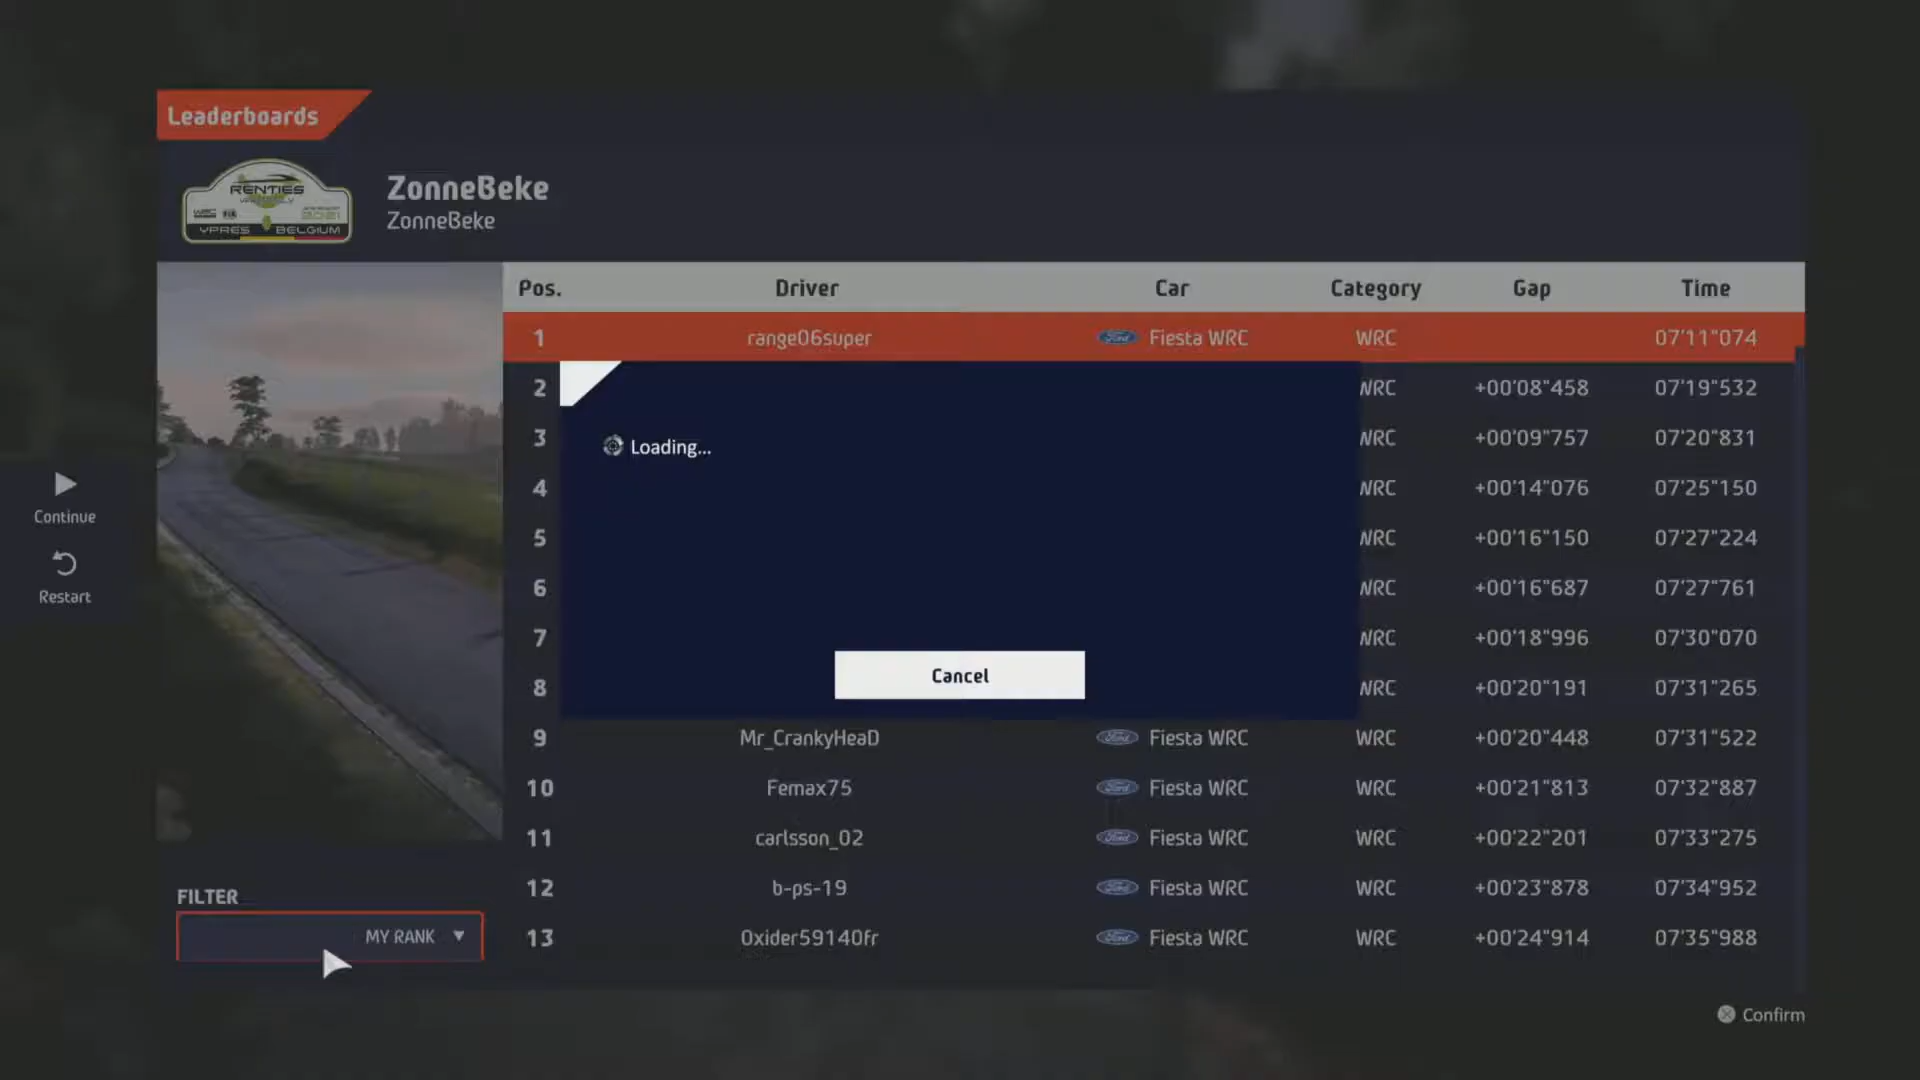 Leaderboards
RENTIES
YPRES BELGIUM
ZonneBeke
ZonneBeke
Pos. Driver Car Category Gap Time
1 range06super Ford Fiesta WRC WRC 07'11"074
2 WRC +00'08"458 07'19"532
3 WRC +00'09"757 07'20"831
4 WRC +00'14"076 07'25"150
5 WRC +00'16"150 07'27"224
6 WRC +00'16"687 07'27"761
7 WRC +00'18"996 07'30"070
8 WRC +00'20"191 07'31"265
Loading...
Cancel
9 Mr_CrankyHeaD Ford Fiesta WRC WRC +00'20"448 07'31"522
10 Femax75 Ford Fiesta WRC WRC +00'21"813 07'32"887
11 carlsson_02 Ford Fiesta WRC WRC +00'22"201 07'33"275
12 b-ps-19 Ford Fiesta WRC WRC +00'23"878 07'34"952
13 Oxider59140fr Ford Fiesta WRC WRC +00'24"914 07'35"988
Continue
Restart
FILTER
MY RANK
Confirm